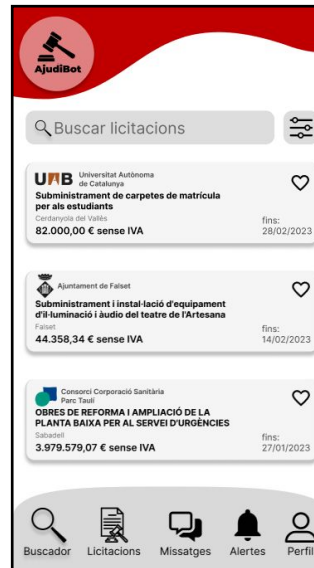 AjudiBot
Buscar licitacions
UAB
Universitat Autònoma
de Catalunya
Subministrament de carpetes de matrícula
per als estudiants
Cerdanyola del Vallès
82.000,00 € sense IVA
fins:
28/02/2023
Ajuntament de Falset
Subministrament i instal·lació d'equipament
d'il·luminació i àudio del teatre de l'Artesana
Falset
44.358,34 € sense IVA
fins:
14/02/2023
Consorci Corporació Sanitària
Parc Taulí
OBRES DE REFORMA I AMPLIACIÓ DE LA
PLANTA BAIXA PER AL SERVEI D'URGÈNCIES
Sabadell
3.979.579,07 € sense IVA
fins:
27/01/2023
Buscador Licitacions Missatges Alertes Perfil